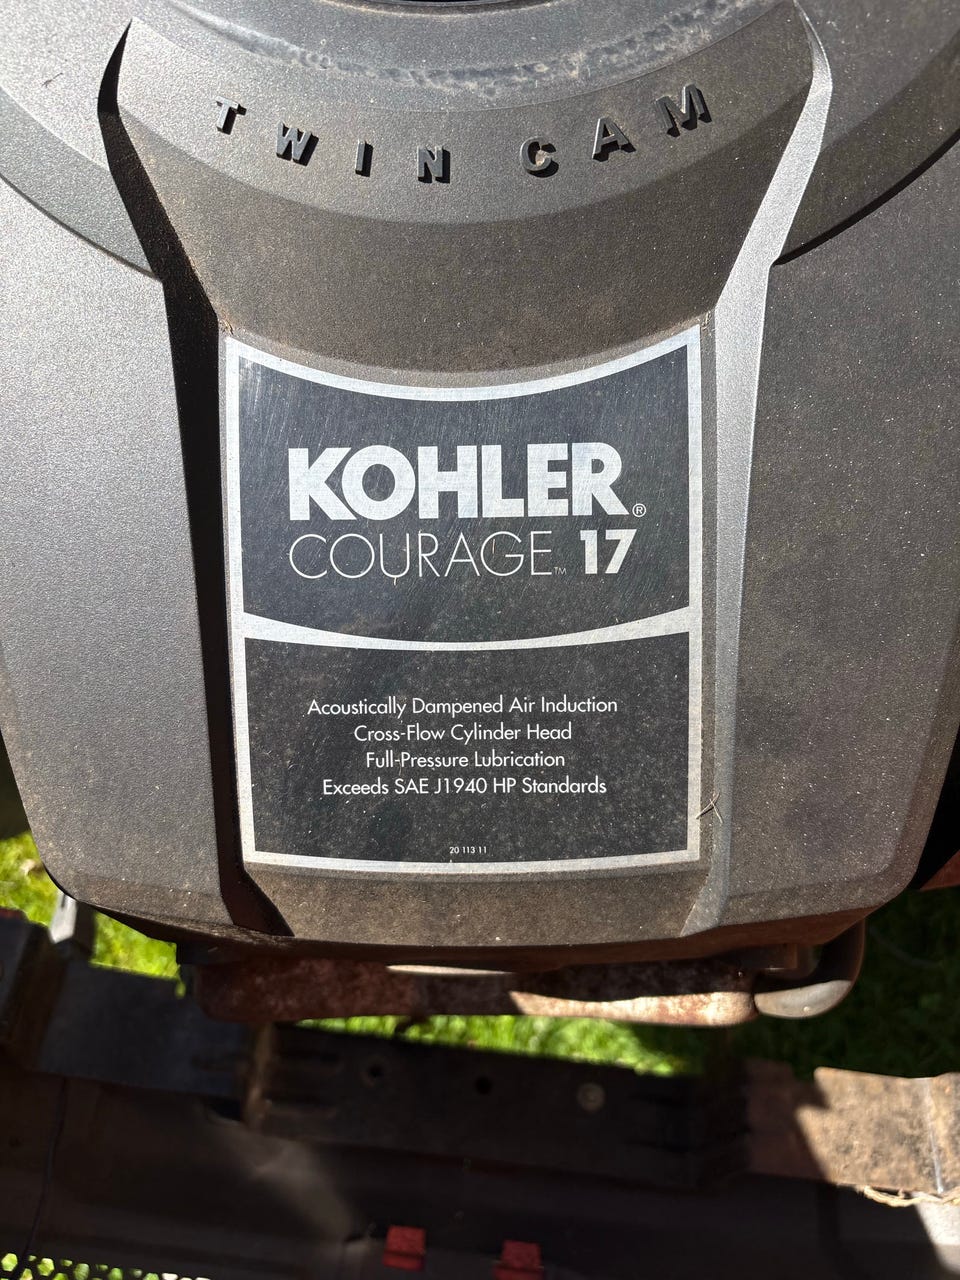 TWIN CAM
KOHLER®
COURAGE™ 17
Acoustically Dampened Air Induction
Cross-Flow Cylinder Head
Full-Pressure Lubrication
Exceeds SAE J1940 HP Standards
20 113 11